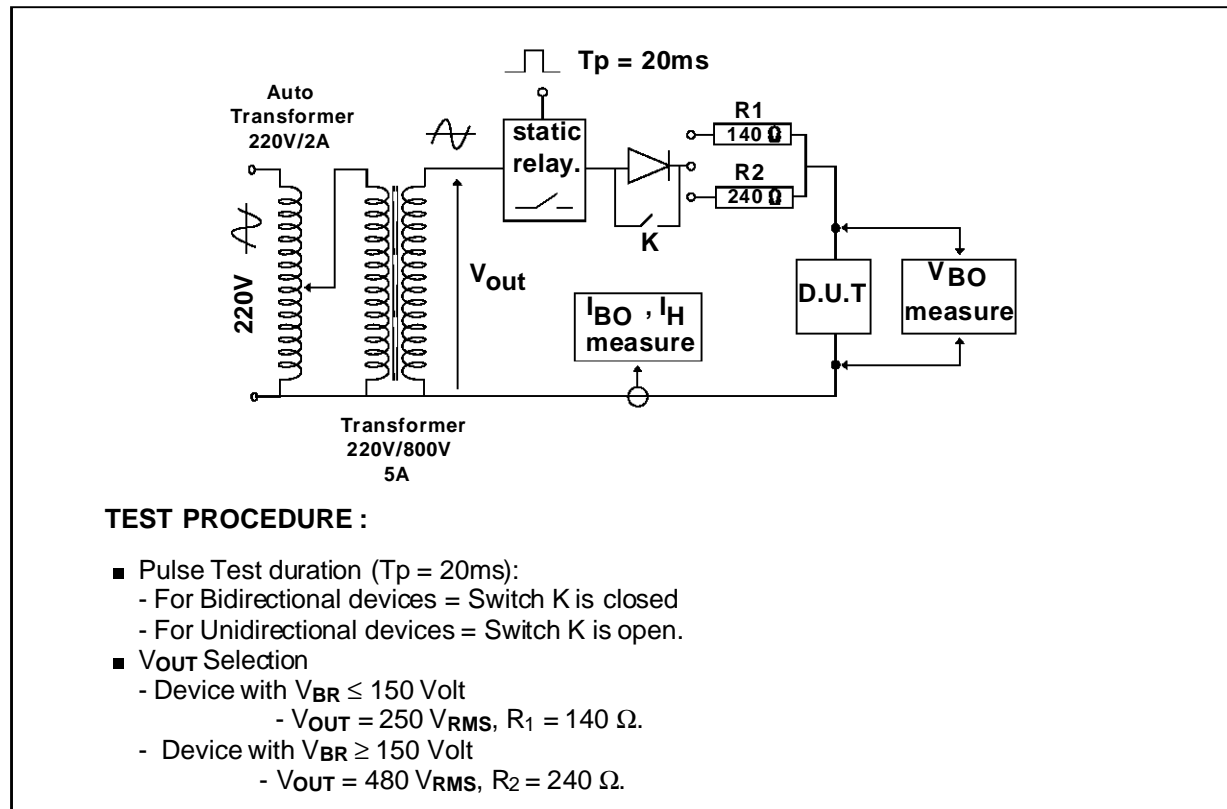 Tp = 20ms
Auto
Transformer
220V/2A
static
relay.
R1
140 Ω
R2
240 Ω
K
220V
Vout
IBO , IH
measure
D.U.T
VBO
measure
Transformer
220V/800V
5A
TEST PROCEDURE :
■ Pulse Test duration (Tp = 20ms):
- For Bidirectional devices = Switch K is closed
- For Unidirectional devices = Switch K is open.
■ VOUT Selection
- Device with VBR ≤ 150 Volt
- VOUT = 250 VRMS, R1 = 140 Ω.
- Device with VBR ≥ 150 Volt
- VOUT = 480 VRMS, R2 = 240 Ω.